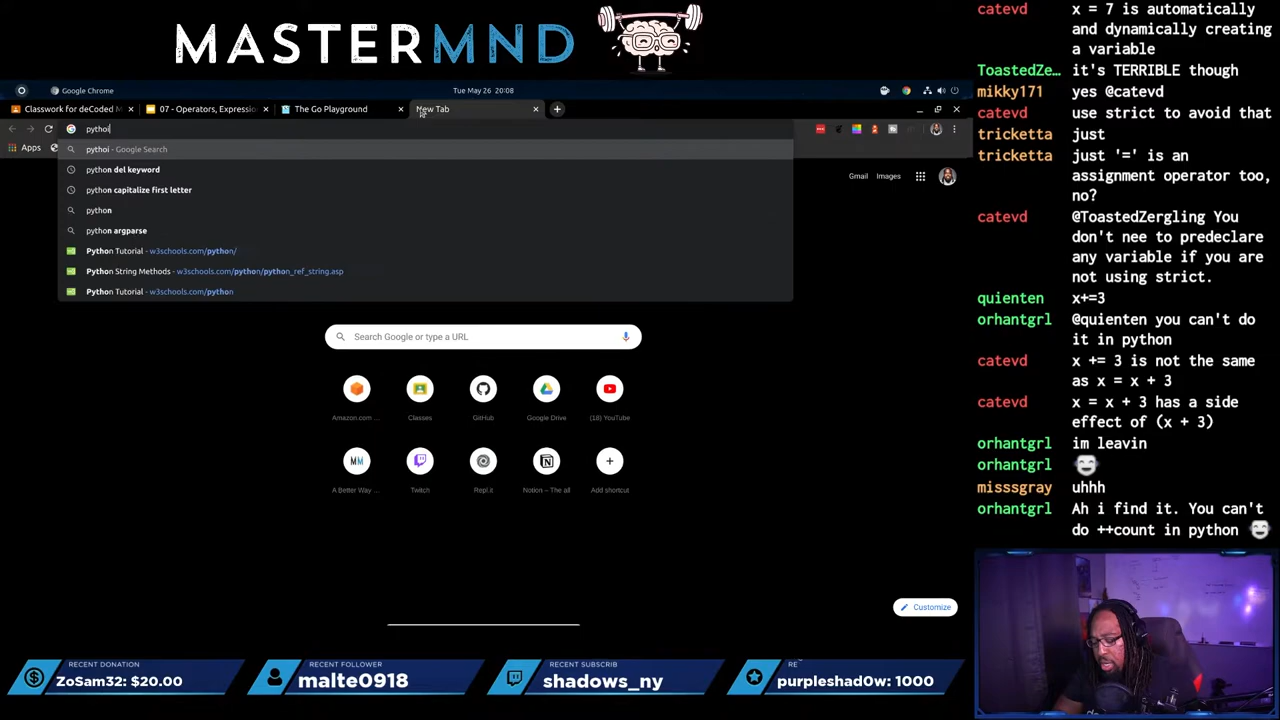 MASTERMND
Google Chrome
Tue May 26 20:08
Classwork for deCoded M
07 - Operators, Expressio
The Go Playground
New Tab
pythoi
Apps
pythoi - Google Search
python del keyword
python capitalize first letter
python
python argparse
Python Tutorial - w3schools.com/python/
Python String Methods - w3schools.com/python/python_ref_string.asp
Python Tutorial - w3schools.com/python
Gmail Images
Search Google or type a URL
Amazon.com ...
Classes
GitHub
Google Drive
(18) YouTube
MM
A Better Way ...
Twitch
Repl.it
Notion – The all
Add shortcut
Customize
catevd x = 7 is automatically
and dynamically creating
a variable
ToastedZe… it's TERRIBLE though
mikky171 yes @catevd
catevd use strict to avoid that
tricketta just
tricketta just '=' is an
assignment operator too,
no?
catevd @ToastedZergling You
don't nee to predeclare
any variable if you are
not using strict.
quienten x+=3
orhantgrl @quienten you can't do
it in python
catevd x += 3 is not the same
as x = x + 3
catevd x = x + 3 has a side
effect of (x + 3)
orhantgrl im leavin
orhantgrl
misssgray uhhh
orhantgrl Ah i find it. You can't
do ++count in python
RECENT DONATION
ZoSam32: $20.00
RECENT FOLLOWER
malte0918
RECENT SUBSCRIB
shadows_ny
RE
purpleshad0w: 1000